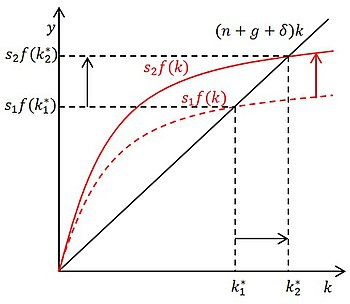 y
(n + g + δ)k
s₂f(k₂*)
s₂f(k)
s₁f(k₁*)
s₁f(k)
k₁*
k₂*
k